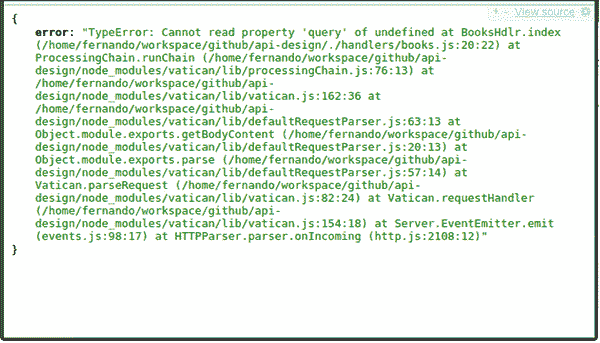 + - View source
{
error: "TypeError: Cannot read property 'query' of undefined at BooksHdlr.index
(/home/fernando/workspace/github/api-design/./handlers/books.js:20:22) at
ProcessingChain.runChain (/home/fernando/workspace/github/api-
design/node_modules/vatican/lib/processingChain.js:76:13) at
/home/fernando/workspace/github/api-
design/node_modules/vatican/lib/vatican.js:162:36 at
/home/fernando/workspace/github/api-
design/node_modules/vatican/lib/defaultRequestParser.js:63:13 at
Object.module.exports.getBodyContent (/home/fernando/workspace/github/api-
design/node_modules/vatican/lib/defaultRequestParser.js:20:13) at
Object.module.exports.parse (/home/fernando/workspace/github/api-
design/node_modules/vatican/lib/defaultRequestParser.js:57:14) at
Vatican.parseRequest (/home/fernando/workspace/github/api-
design/node_modules/vatican/lib/vatican.js:82:24) at Vatican.requestHandler
(/home/fernando/workspace/github/api-
design/node_modules/vatican/lib/vatican.js:154:18) at Server.EventEmitter.emit
(events.js:98:17) at HTTPParser.parser.onIncoming (http.js:2108:12)"
}